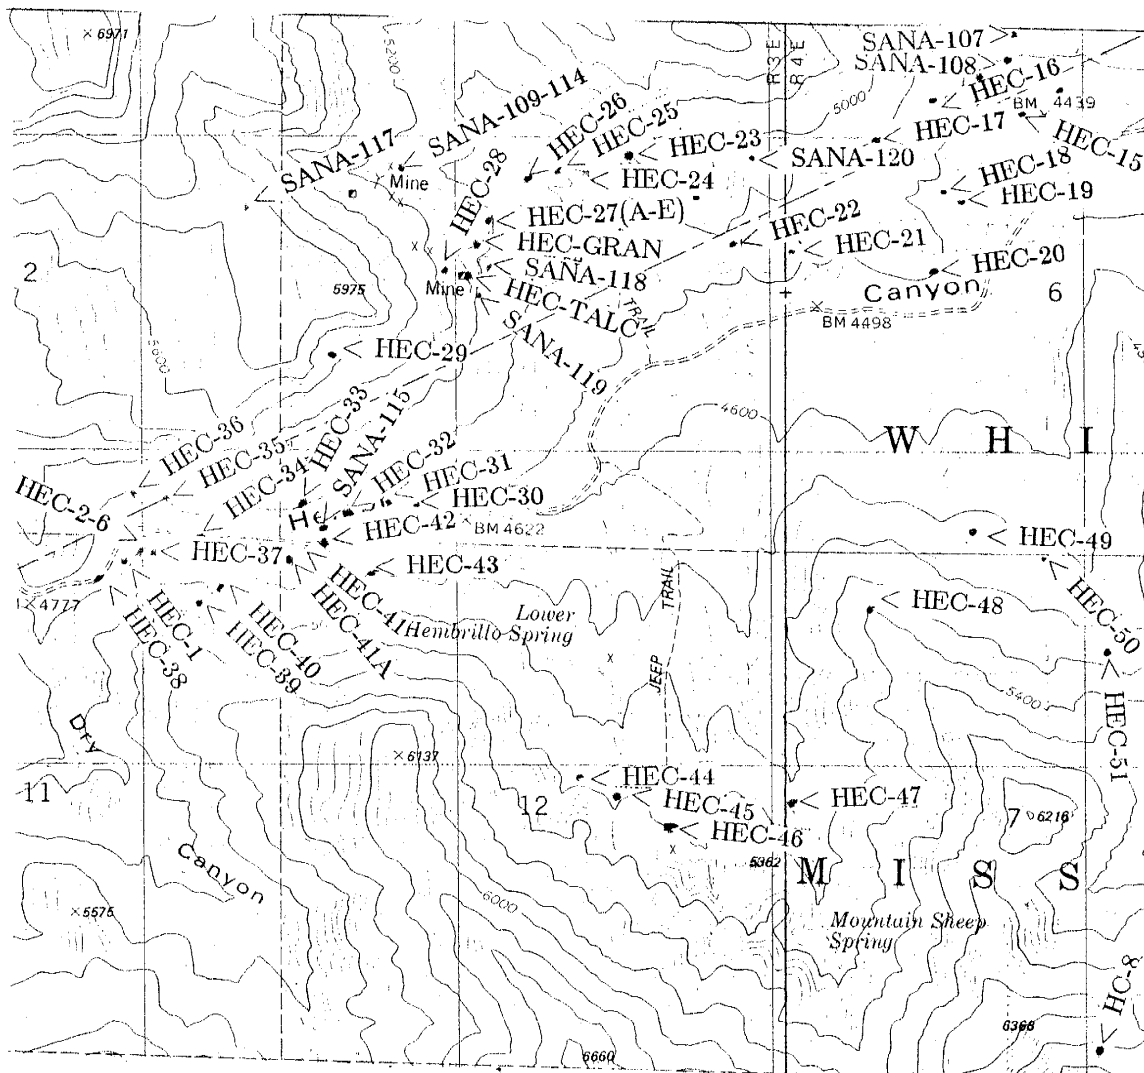 6971
5200
R3E
R4E
5000
SANA-107
SANA-108
HEC-16
BM 4439
HEC-17
HEC-15
SANA-109-114
SANA-117
Mine
HEC-28
HEC-26
HEC-25
HEC-23
HEC-24
SANA-120
HEC-18
HEC-19
HEC-27(A-E)
HEC-22
HEC-21
HEC-GRAN
SANA-118
HEC-20
2
5975
Mine
HEC-TALC
TRAIL
Canyon
6
BM 4498
SANA-119
5600
HEC-29
4600
W H I
HEC-36
HEC-35
HEC-34
HEC-33
SANA-115
HEC-32
HEC-31
HEC-30
HEC-2-6
He
HEC-42
BM 4622
HEC-49
HEC-37
HEC-43
4777
HEC-1
HEC-38
HEC-40
HEC-39
HEC-41
HEC-41A
Lower
Hembrillo Spring
JEEP TRAIL
HEC-48
HEC-50
5400
HEC-51
Dry
Canyon
6137
11
12
HEC-44
HEC-45
HEC-46
HEC-47
7
6216
5362
M I S S
6000
5575
Mountain Sheep
Spring
HC-8
6366
6660